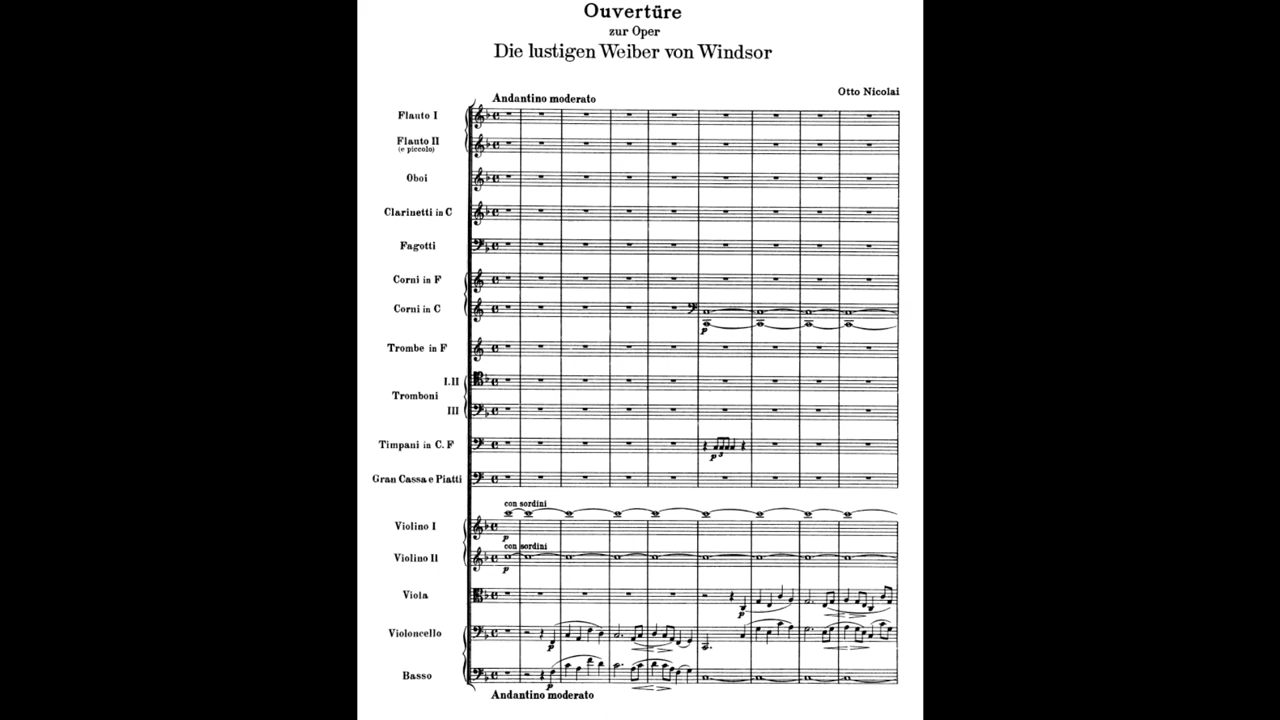 Ouvertüre
zur Oper
Die lustigen Weiber von Windsor
Otto Nicolai
Andantino moderato
Flauto I
Flauto II
(e piccolo)
Oboi
Clarinetti in C
Fagotti
Corni in F
Corni in C
p
Trombe in F
I.II
Tromboni
III
Timpani in C. F
p 3
Gran Cassa e Piatti
con sordini
Violino I
p
con sordini
Violino II
p
Viola
p
Violoncello
p
Basso
p
Andantino moderato